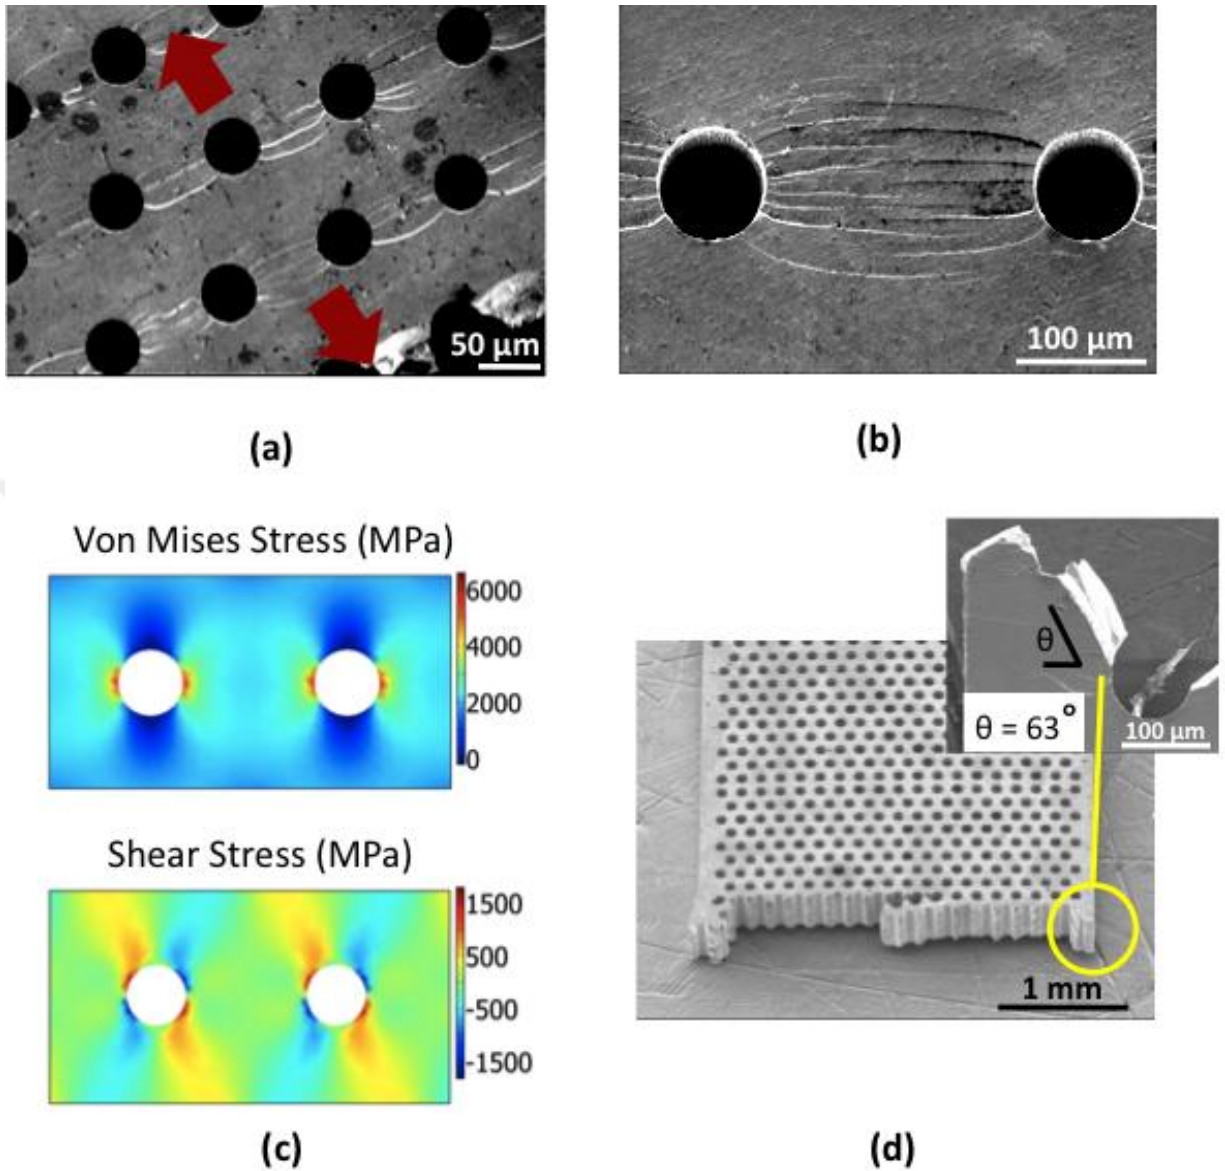 50 µm
100 µm
(a)
(b)
Von Mises Stress (MPa)
6000
4000
2000
0
θ
θ = 63°
100 µm
Shear Stress (MPa)
1500
500
-500
-1500
1 mm
(c)
(d)